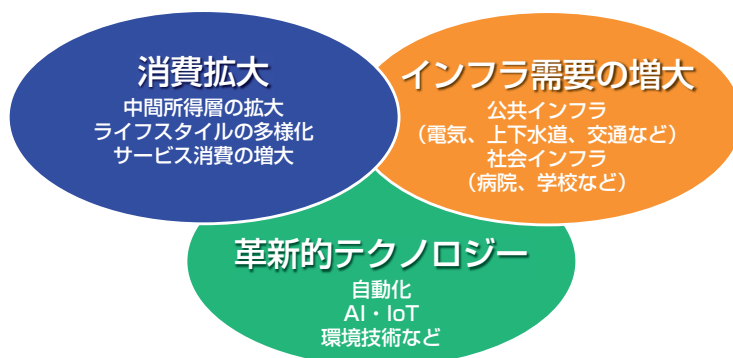 消費拡大
中間所得層の拡大
ライフスタイルの多様化
サービス消費の増大
インフラ需要の増大
公共インフラ
（電気、上下水道、交通など）
社会インフラ
（病院、学校など）
革新的テクノロジー
自動化
AI・IoT
環境技術など